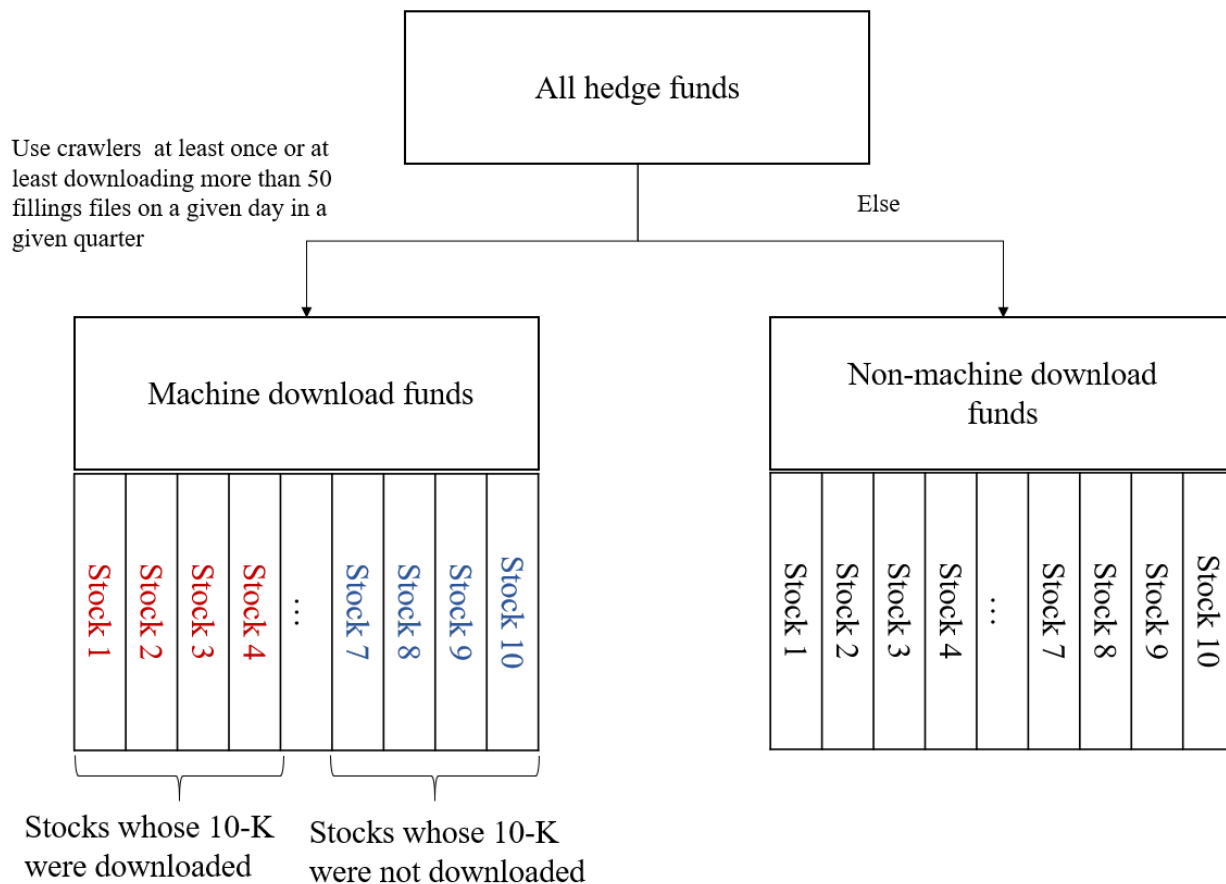 All hedge funds
Use crawlers at least once or at
least downloading more than 50
fillings files on a given day in a
given quarter
Else
Machine download funds
Non-machine download
funds
Stock 1
Stock 2
Stock 3
Stock 4
...
Stock 7
Stock 8
Stock 9
Stock 10
Stock 1
Stock 2
Stock 3
Stock 4
...
Stock 7
Stock 8
Stock 9
Stock 10
Stocks whose 10-K
were downloaded
Stocks whose 10-K
were not downloaded